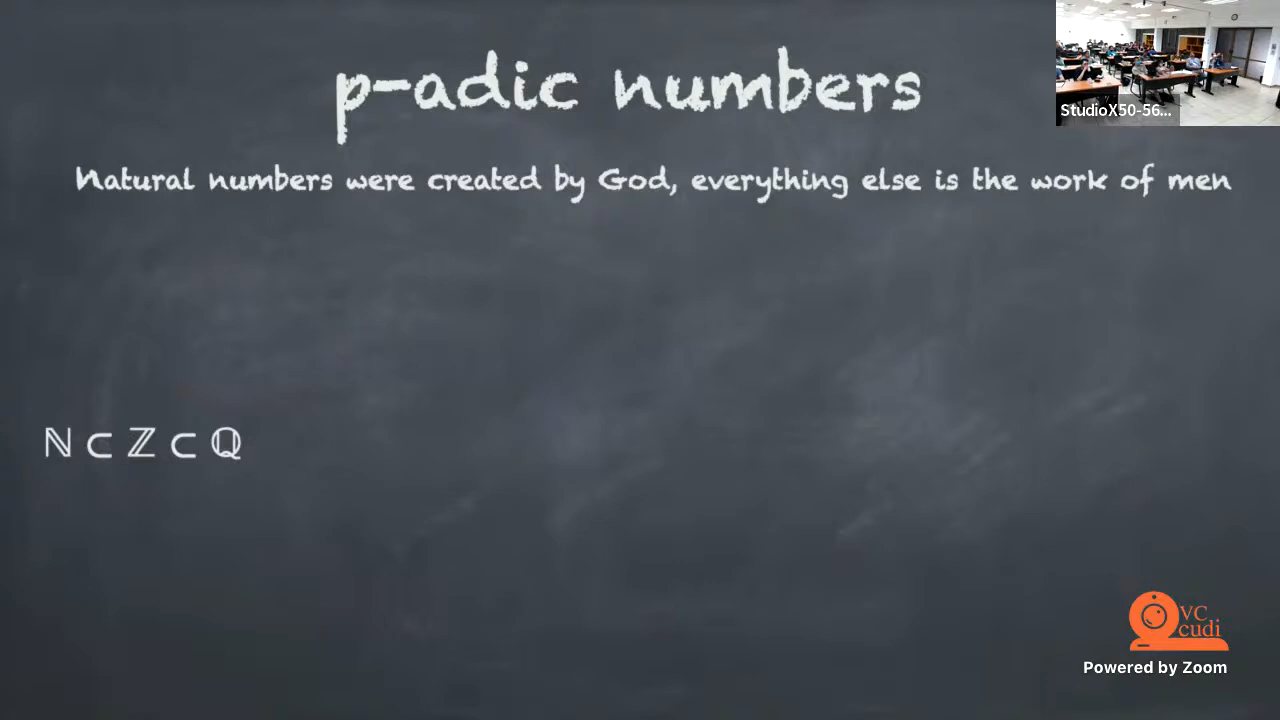 p-adic numbers
StudioX50-56...
Natural numbers were created by God, everything else is the work of men
ℕ ⊂ ℤ ⊂ ℚ
VC
cudi
Powered by Zoom